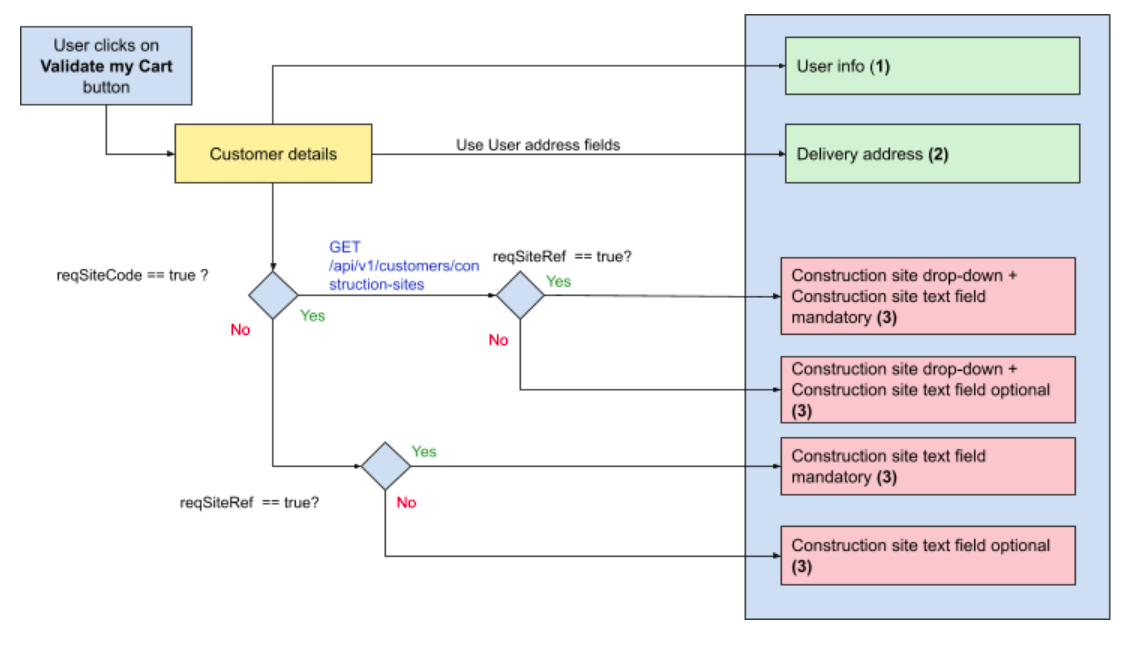 User clicks on
Validate my Cart
button
User info (1)
Customer details
Use User address fields
Delivery address (2)
reqSiteCode == true ?
GET
/api/v1/customers/con
struction-sites
reqSiteRef  == true?
Yes
Yes
No
No
Construction site drop-down +
Construction site text field
mandatory (3)
Construction site drop-down +
Construction site text field optional
(3)
Yes
reqSiteRef  == true?
No
Construction site text field
mandatory (3)
Construction site text field optional
(3)